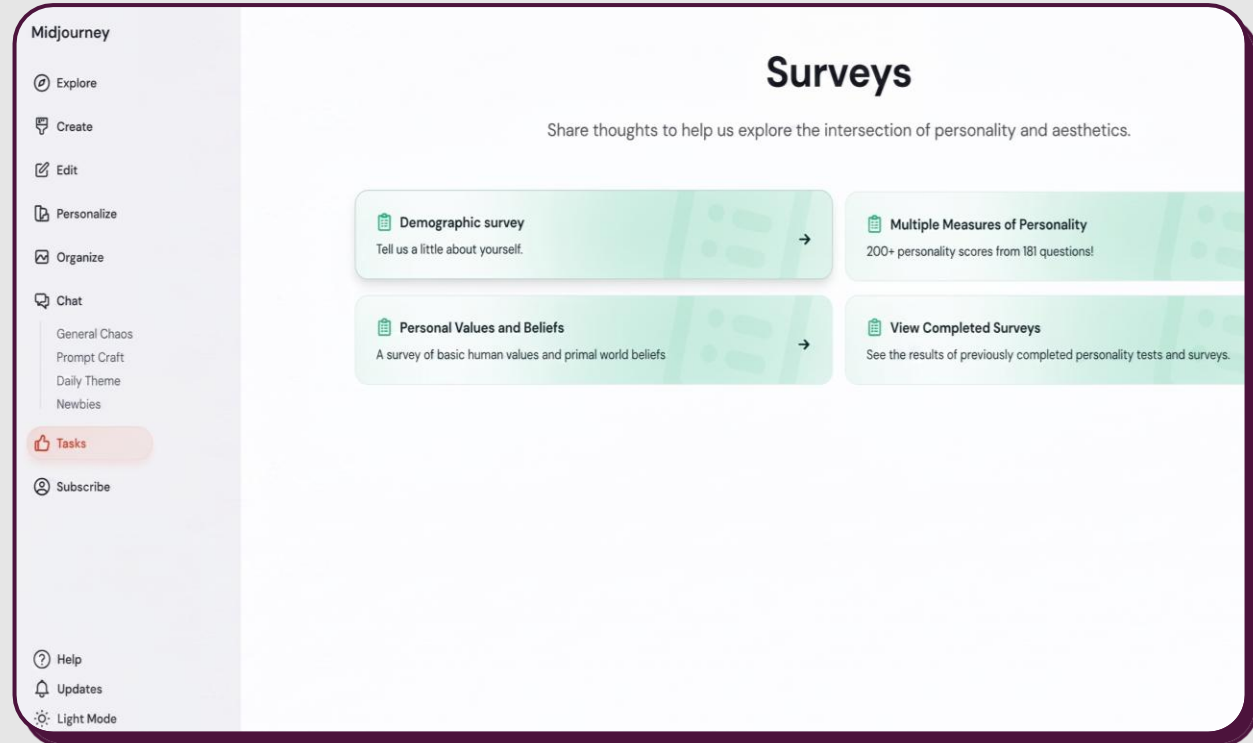 Midjourney
Explore
Create
Edit
Personalize
Organize
Chat
General Chaos
Prompt Craft
Daily Theme
Newbies
Tasks
Subscribe
Help
Updates
Light Mode
Surveys
Share thoughts to help us explore the intersection of personality and aesthetics.
Demographic survey
Tell us a little about yourself.
Multiple Measures of Personality
200+ personality scores from 181 questions!
Personal Values and Beliefs
A survey of basic human values and primal world beliefs
View Completed Surveys
See the results of previously completed personality tests and surveys.